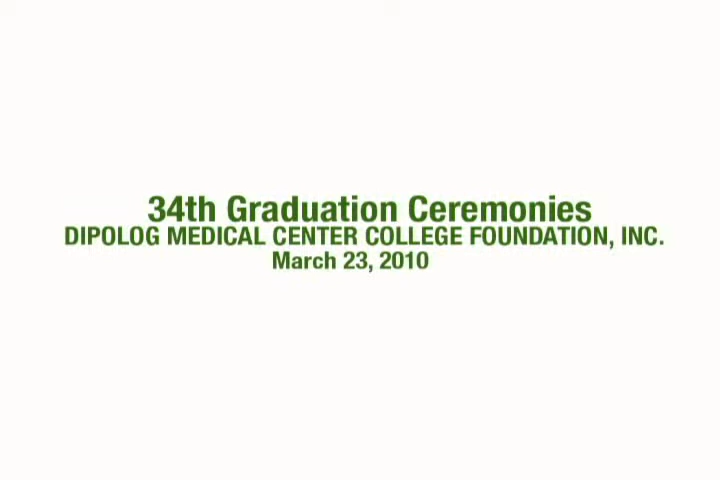 34th Graduation Ceremonies
DIPOLOG MEDICAL CENTER COLLEGE FOUNDATION, INC.
March 23, 2010